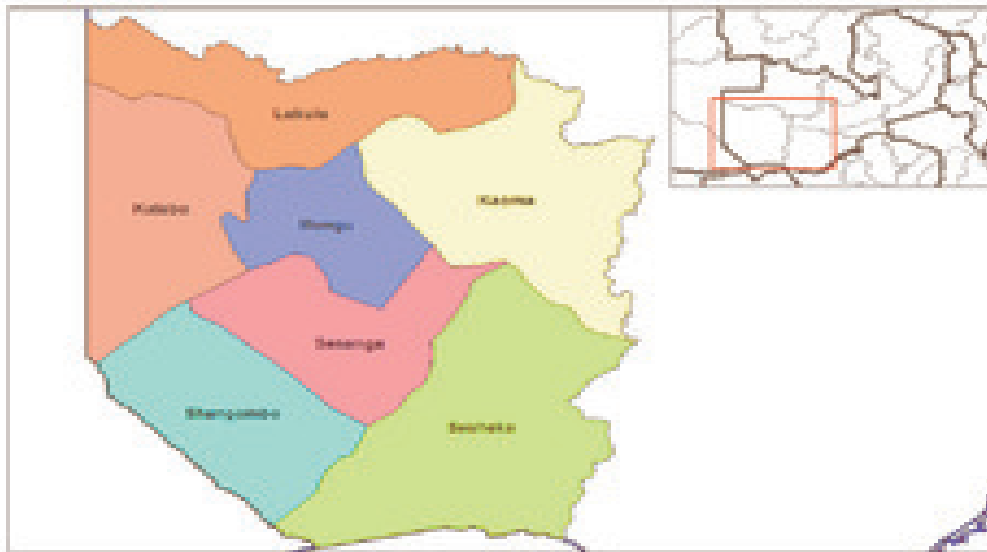 Lukulu
Kalabo
Kaoma
Mongu
Senanga
Shangombo
Sesheke